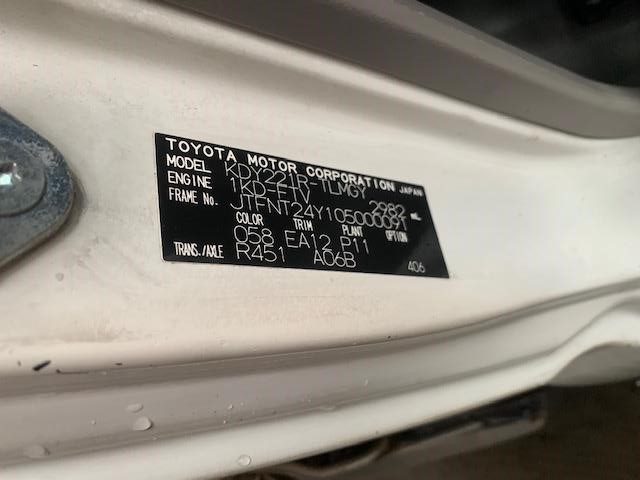 TOYOTA MOTOR CORPORATION JAPAN
MODEL KDY221R-TLMGY
ENGINE 1KD-FTV 2982 mL
FRAME No. JTFNT24Y105000091
COLOR TRIM PLANT OPTION
058 EA12 P11
TRANS./AXLE R451 A06B
406